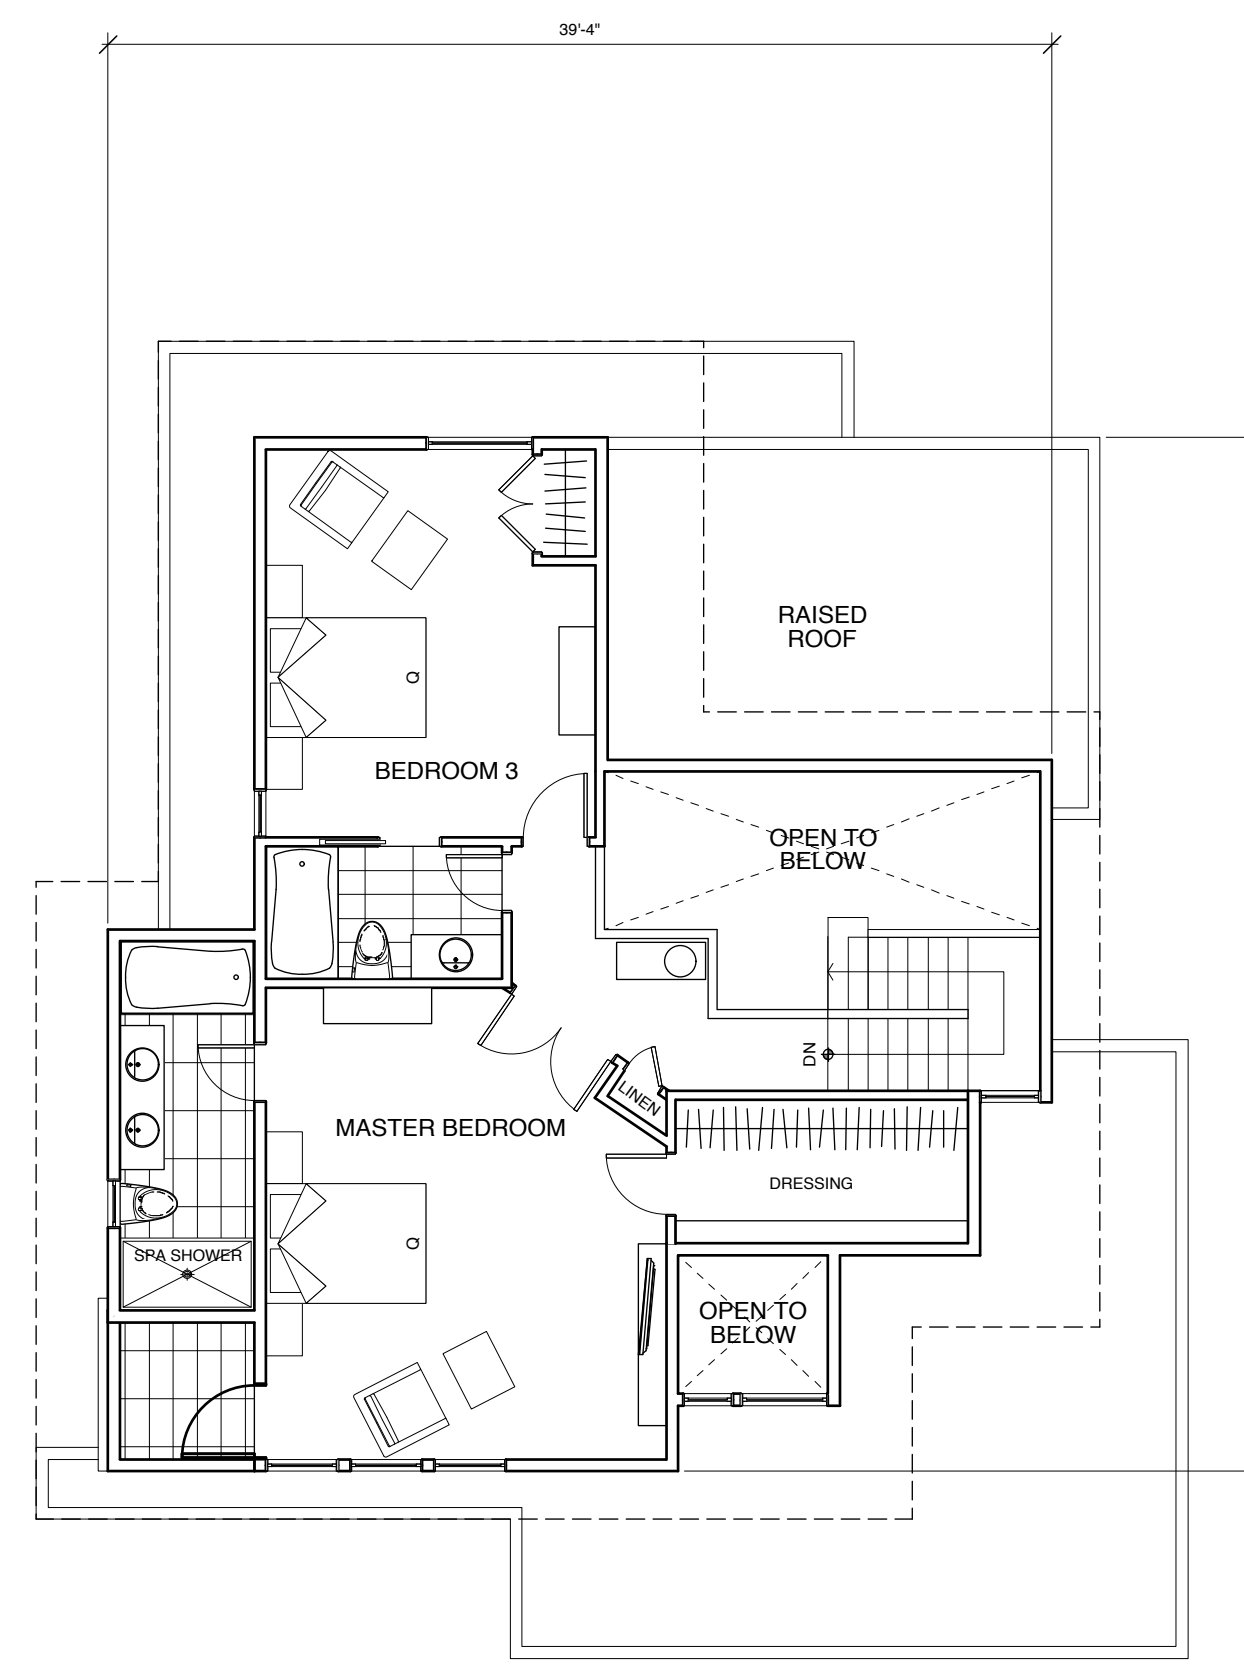 39'-4"
RAISED
ROOF
Q
BEDROOM 3
OPEN TO
BELOW
DN
LINEN
MASTER BEDROOM
DRESSING
Q
SPA SHOWER
OPEN TO
BELOW